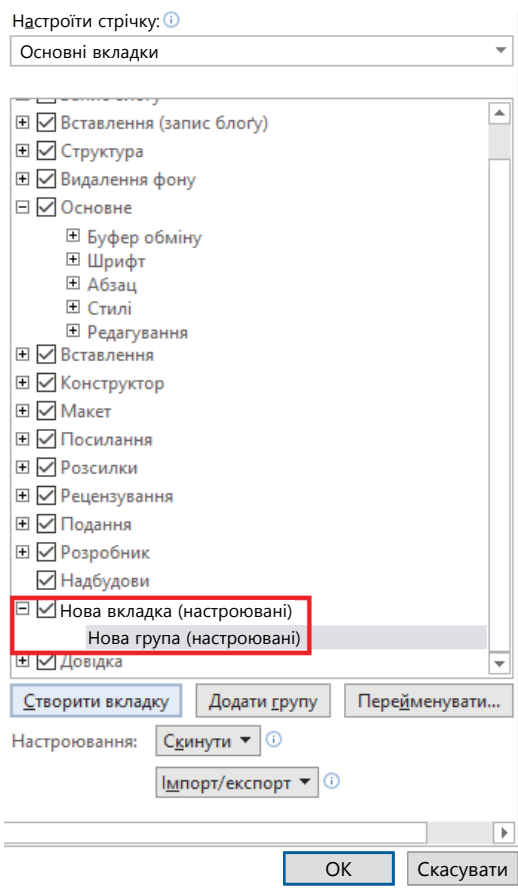 Настроїти стрічку:
Основні вкладки
Вставлення (запис блоґу)
Структура
Видалення фону
Основне
Буфер обміну
Шрифт
Абзац
Стилі
Редагування
Вставлення
Конструктор
Макет
Посилання
Розсилки
Рецензування
Подання
Розробник
Надбудови
Нова вкладка (настроювані)
Нова група (настроювані)
Довідка
Створити вкладку Додати групу Перейменувати...
Настроювання: Скинути
Імпорт/експорт
ОК Скасувати